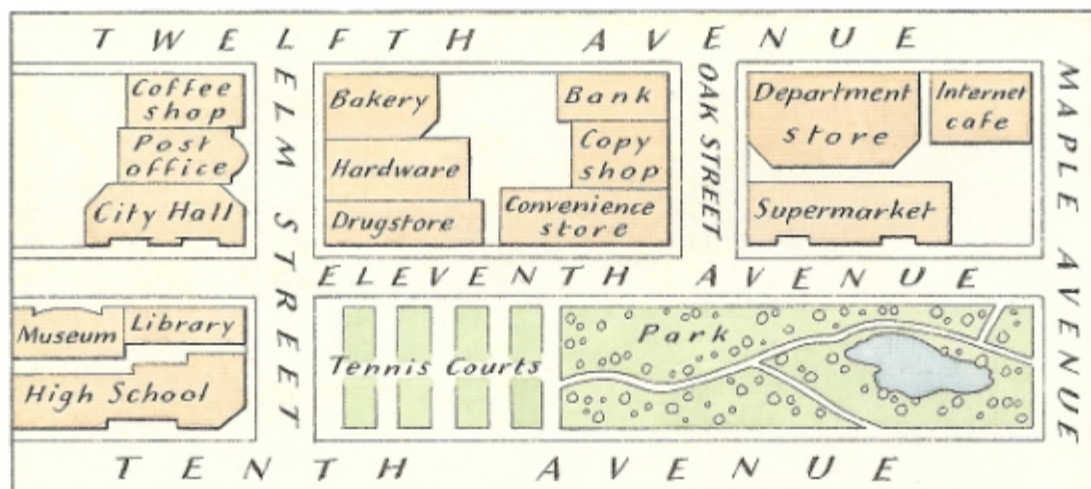 TWELFTH AVENUE
Coffee
shop
Post
office
City Hall
ELM STREET
Bakery
Hardware
Drugstore
Bank
Copy
shop
Convenience
store
OAK STREET
Department
store
Internet
cafe
Supermarket
MAPLE AVENUE
ELEVENTH AVENUE
Museum
Library
High School
Tennis Courts
Park
TENTH AVENUE